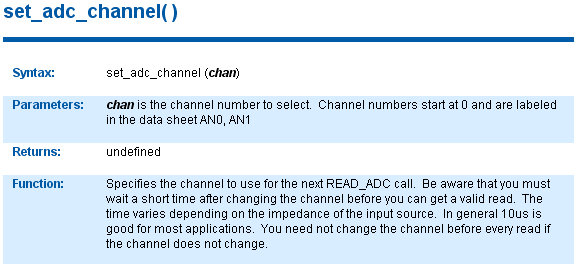 set_adc_channel( )
Syntax: set_adc_channel (chan)
Parameters: chan is the channel number to select. Channel numbers start at 0 and are labeled
in the data sheet AN0, AN1
Returns: undefined
Function: Specifies the channel to use for the next READ_ADC call. Be aware that you must
wait a short time after changing the channel before you can get a valid read. The
time varies depending on the impedance of the input source. In general 10us is
good for most applications. You need not change the channel before every read if
the channel does not change.